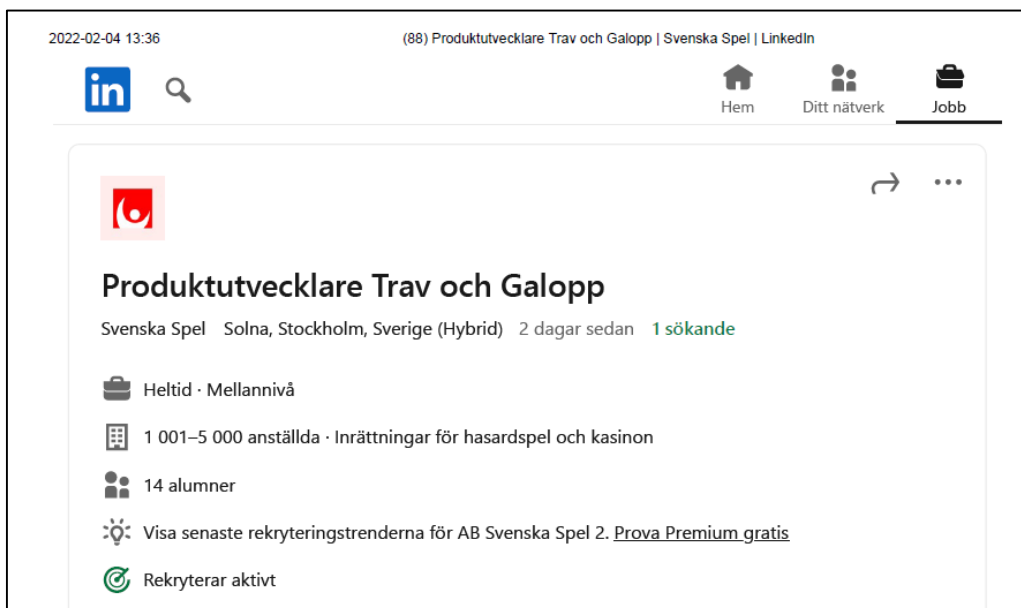 2022-02-04 13:36 (88) Produktutvecklare Trav och Galopp | Svenska Spel | LinkedIn
in
Hem Ditt nätverk Jobb
Produktutvecklare Trav och Galopp
Svenska Spel Solna, Stockholm, Sverige (Hybrid) 2 dagar sedan 1 sökande
Heltid · Mellannivå
1 001–5 000 anställda · Inrättningar för hasardspel och kasinon
14 alumner
Visa senaste rekryteringstrenderna för AB Svenska Spel 2. Prova Premium gratis
Rekryterar aktivt